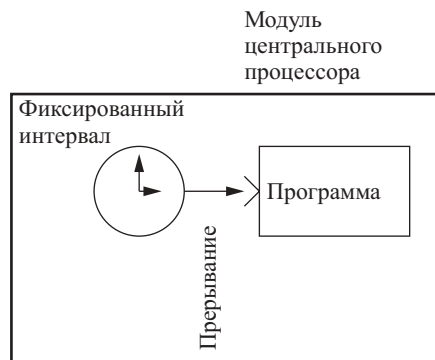 Модуль
центрального
процессора
Фиксированный
интервал
Программа
Прерывание